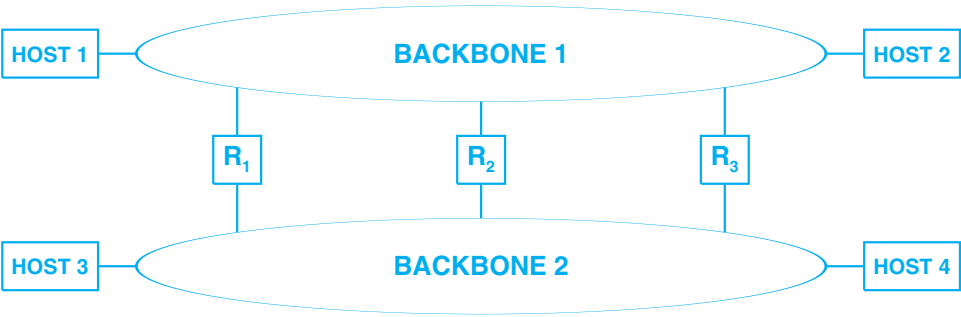 HOST 1
BACKBONE 1
HOST 2
R1
R2
R3
HOST 3
BACKBONE 2
HOST 4